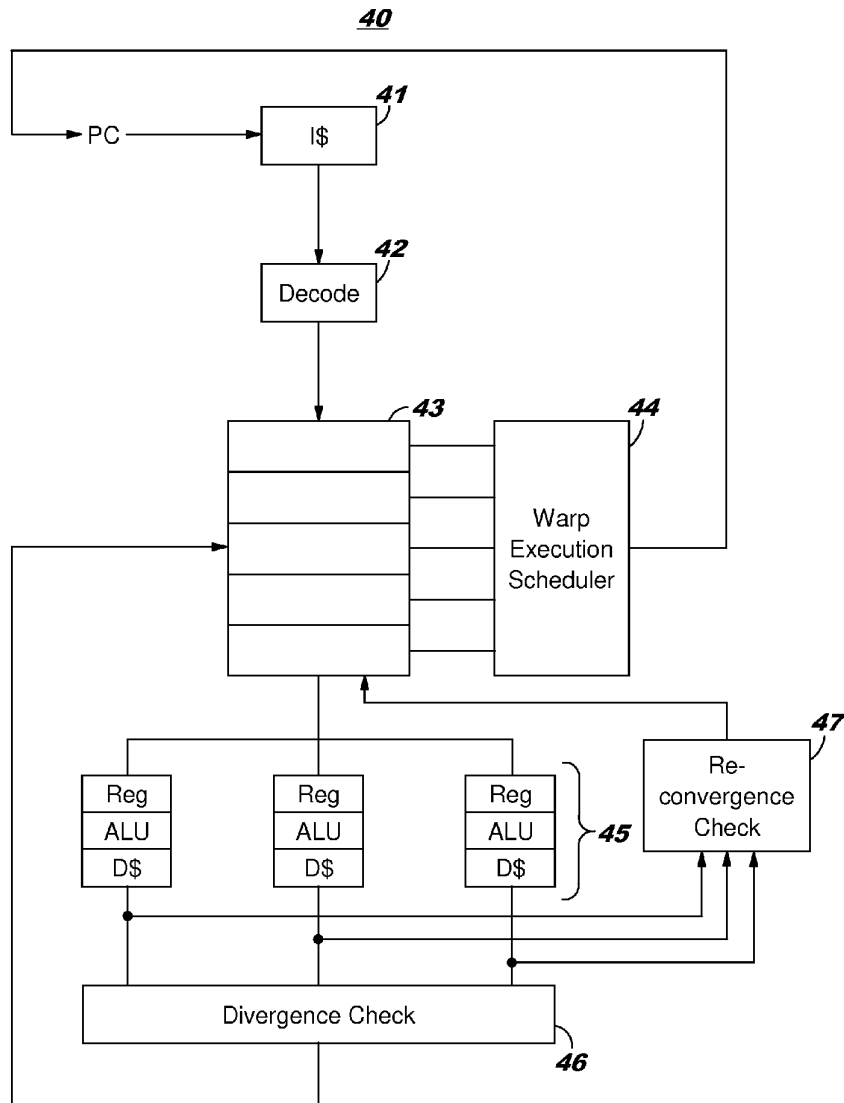 40
41
PC
I$
42
Decode
43
44
Warp
Execution
Scheduler
47
Re-
convergence
Check
Reg
Reg
Reg
ALU
ALU
ALU
45
D$
D$
D$
Divergence Check
46